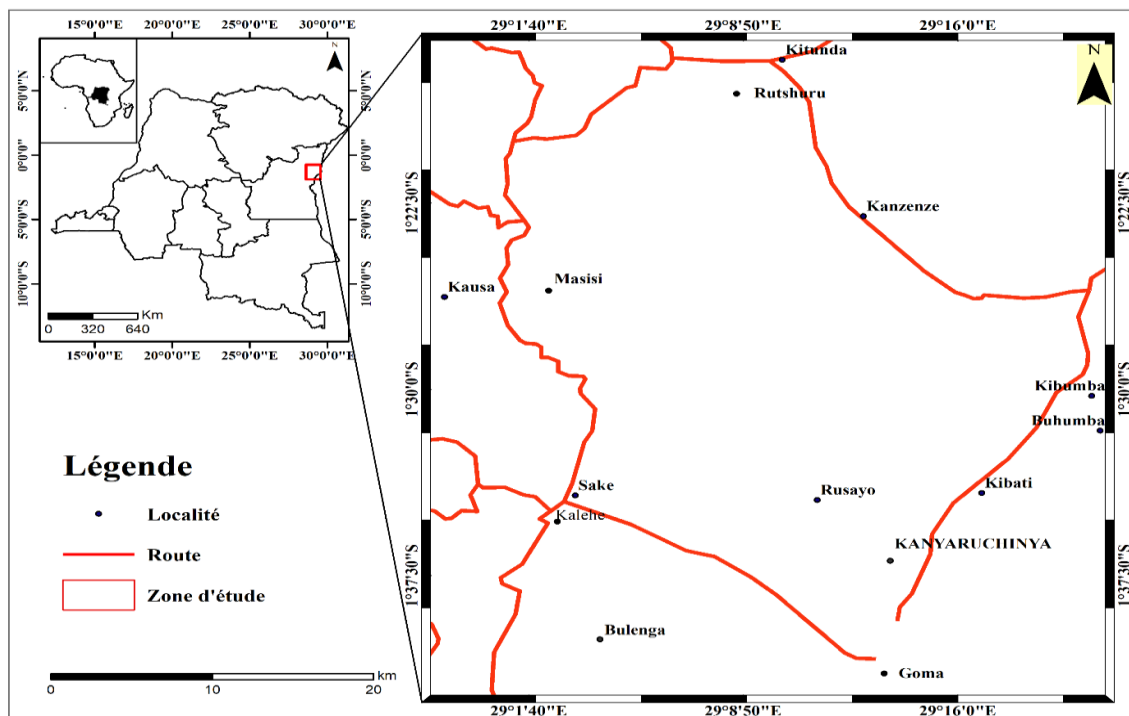 15°0'0"E 20°0'0"E 25°0'0"E 30°0'0"E
N
5°0'0"N
0°0'0"
5°0'0"S
10°0'0"S
5°0'0"N
0°0'0"
5°0'0"S
10°0'0"S
Km
0 320 640
15°0'0"E 20°0'0"E 25°0'0"E 30°0'0"E
Légende
Localité
Route
Zone d'étude
km
0 10 20
29°1'40"E 29°8'50"E 29°16'0"E
N
1°22'30"S
1°30'0"S
1°37'30"S
Kitunda
Rutshuru
Kanzenze
Kausa
Masisi
Kibumba
Buhumba
Sake
Kalehe
Rusayo
Kibati
KANYARUCHINYA
Bulenga
Goma
1°22'30"S
1°30'0"S
1°37'30"S
29°1'40"E 29°8'50"E 29°16'0"E